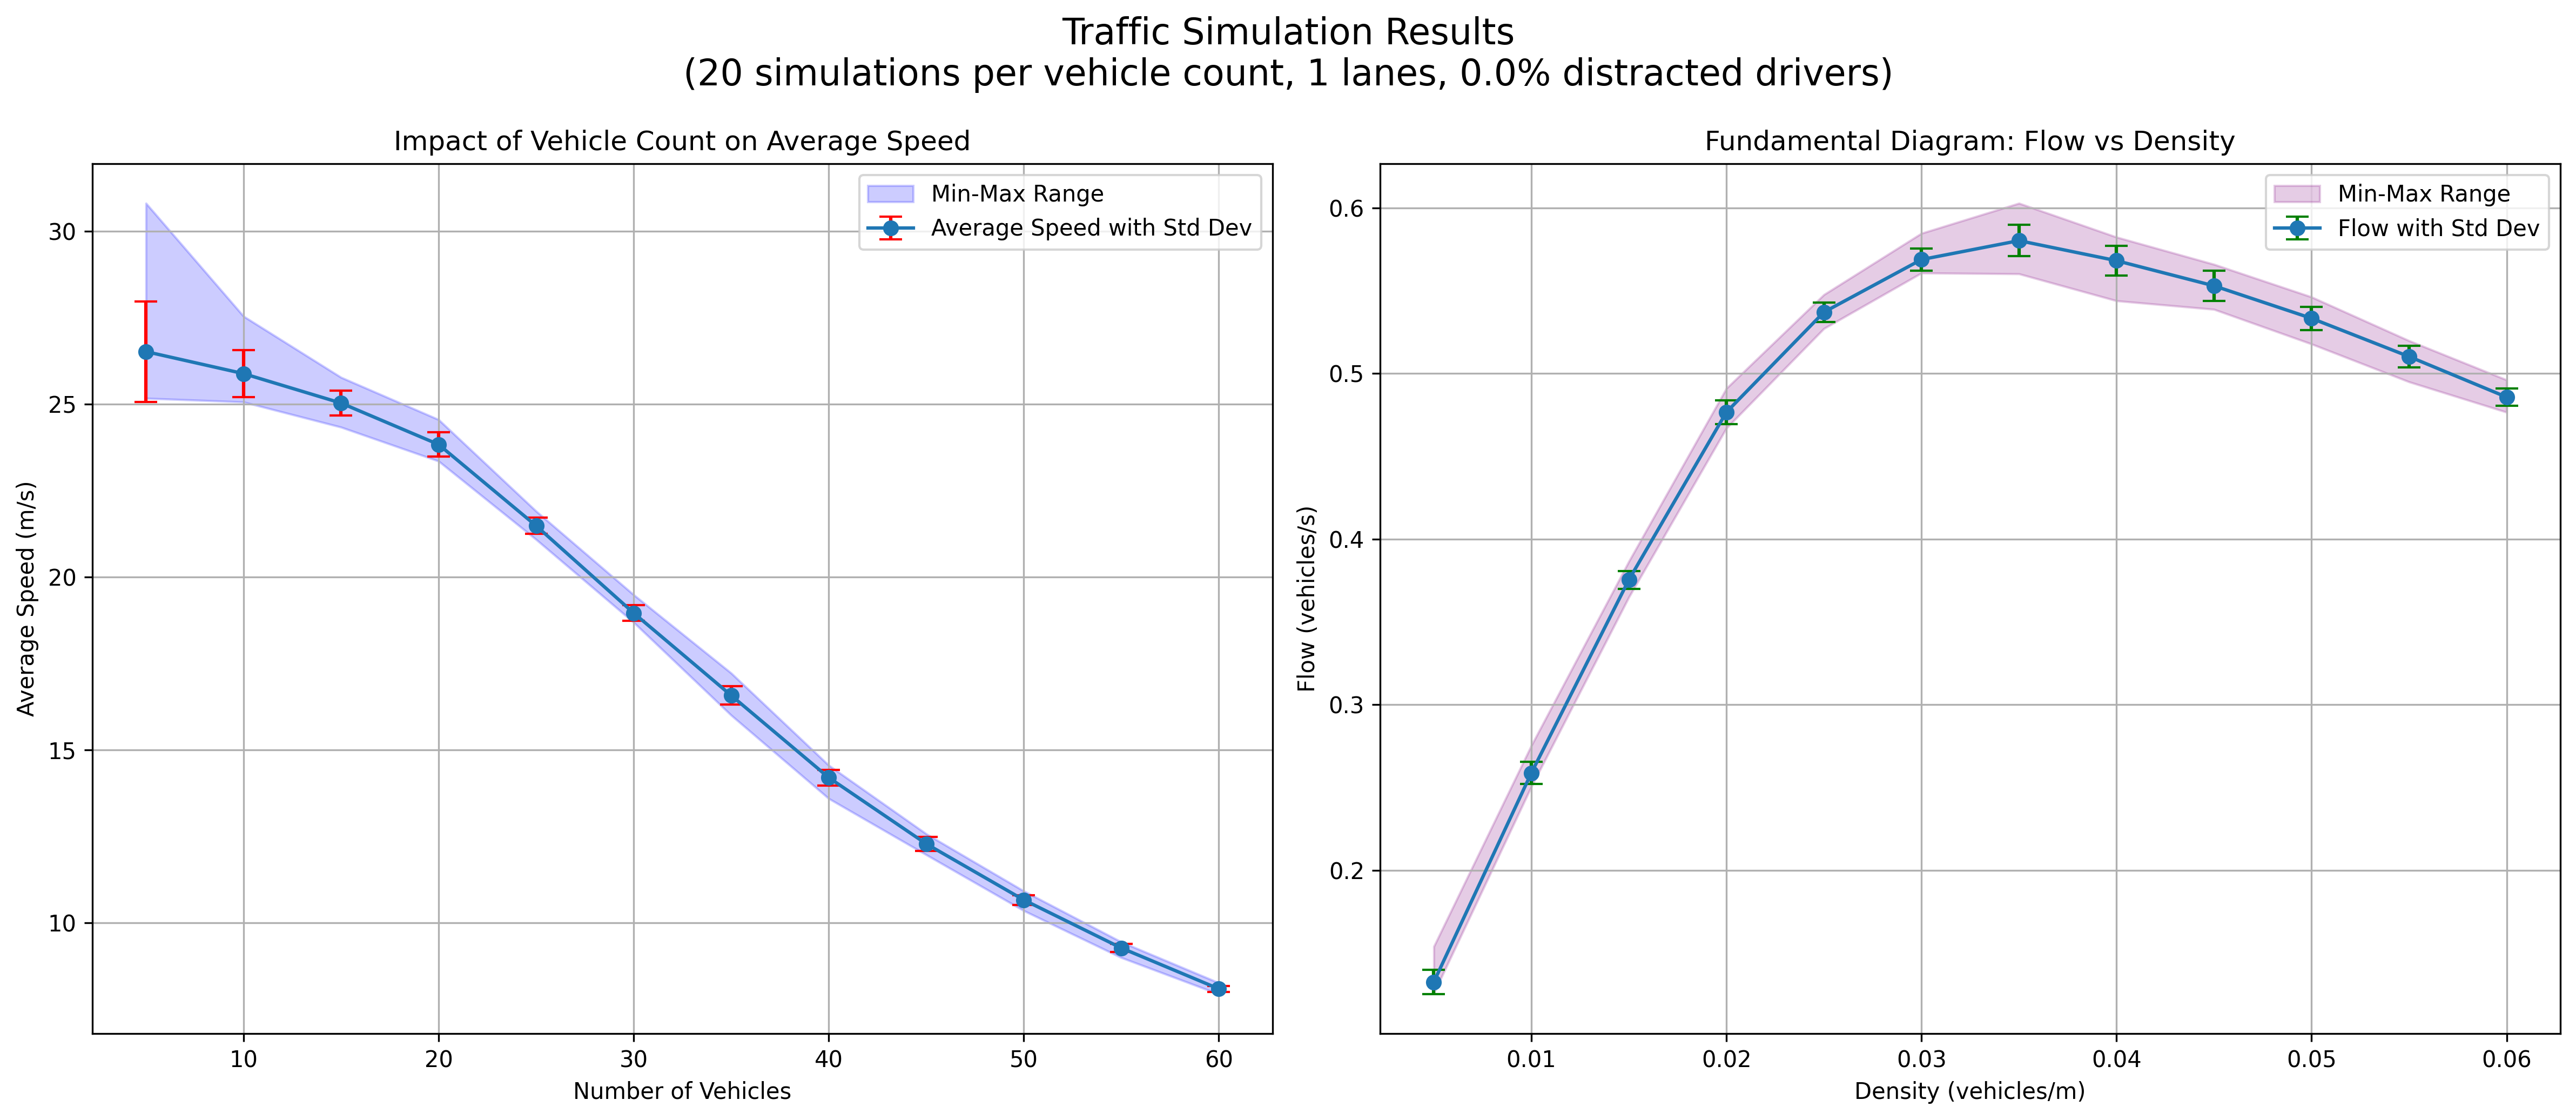 Traffic Simulation Results
(20 simulations per vehicle count, 1 lanes, 0.0% distracted drivers)
Impact of Vehicle Count on Average Speed
Min-Max Range
Average Speed with Std Dev
30
25
20
15
10
Average Speed (m/s)
10
20
30
40
50
60
Number of Vehicles
Fundamental Diagram: Flow vs Density
Min-Max Range
Flow with Std Dev
0.6
0.5
0.4
0.3
0.2
Flow (vehicles/s)
0.01
0.02
0.03
0.04
0.05
0.06
Density (vehicles/m)